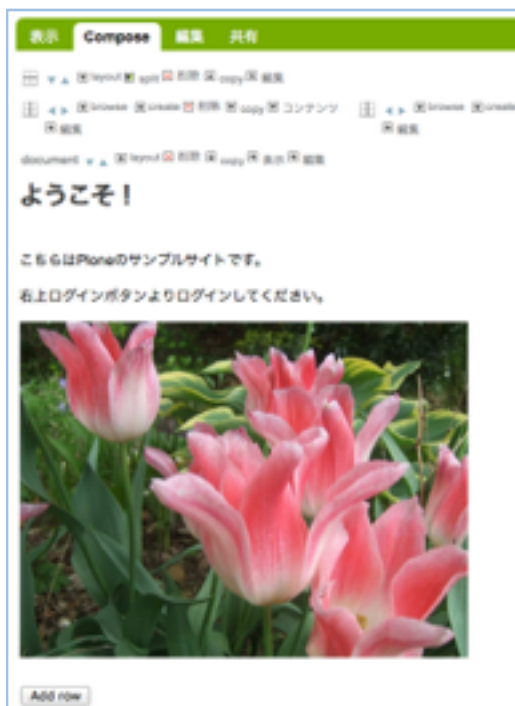 表示 Compose 編集 共有
layout split 削除 copy 編集
browse create 削除 copy コンテンツ
編集
browse create
編集
document layout 削除 copy 表示 編集
ようこそ！
こちらはPloneのサンプルサイトです。
右上ログインボタンよりログインしてください。
Add row